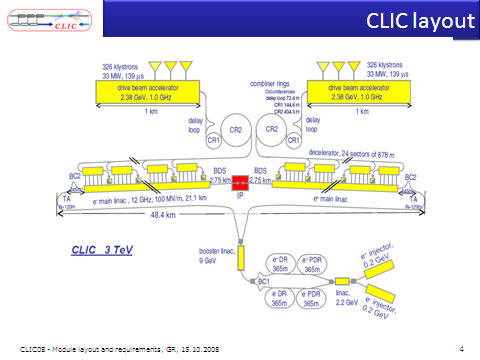 CLIC
CLIC layout
326 klystrons
33 MW, 139 µs
drive beam accelerator
2.38 GeV, 1.0 GHz
1 km
delay
loop
CR1
CR2
combiner rings
Circumferences
delay loop 72.4 m
CR1 144.8 m
CR2 434.3 m
CR2
CR1
delay
loop
326 klystrons
33 MW, 139 µs
drive beam accelerator
2.38 GeV, 1.0 GHz
1 km
decelerator, 24 sectors of 878 m
BC2
BDS
2.75 km
IP
BDS
2.75 km
BC2
TA
R=120m
e- main linac , 12 GHz, 100 MV/m, 21.1 km
e+ main linac
TA
R=120m
48.4 km
CLIC 3 TeV
booster linac,
9 GeV
BC1
e+ DR
365m
e+ PDR
365m
e- DR
365m
e- PDR
365m
linac,
2.2 GeV
e+ injector,
0.2 GeV
e- injector,
0.2 GeV
CLIC08 - Module layout and requirements, GR, 15.10.2008
4